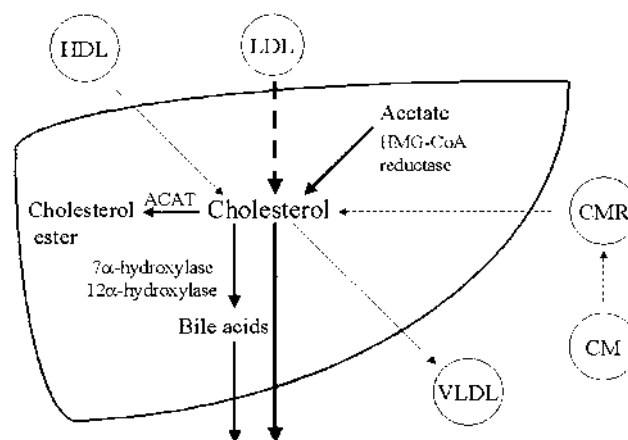 HDL
LDL
Acetate
HMG-CoA
reductase
ACAT
Cholesterol
ester
Cholesterol
CMR
7α-hydroxylase
12α-hydroxylase
Bile acids
CM
VLDL